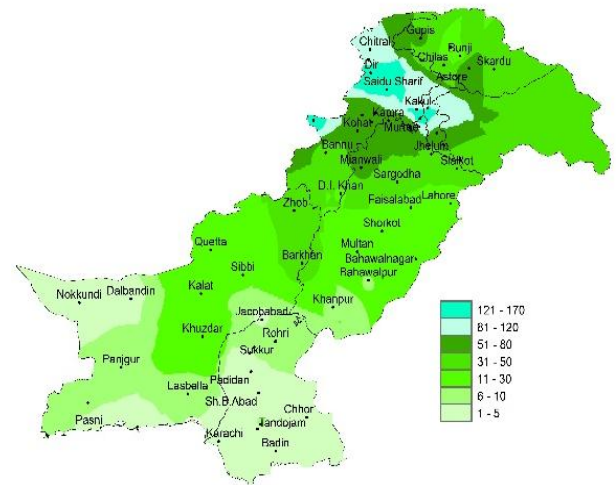 Gupis
Chitral
Bunji
Chilas
Skardu
Dir
Astore
Saidu Sharif
Kakul
Kamra
Kohat
Murree
Jhelum
Bannu
Mianwali
Sialkot
Sargodha
D.I. Khan
Zhob
Faisalabad
Lahore
Shorkot
Quetta
Multan
Barkhan
Bahawalnagar
Sibbi
Bahawalpur
Kalat
Dalbandin
Nokkundi
Khanpur
Jacobabad
121 - 170
81 - 120
51 - 80
31 - 50
11 - 30
6 - 10
1 - 5
Khuzdar
Rohri
Sukkur
Panjgur
Padidan
Lasbella
Sh.B.Abad
Chhor
Pasni
Tandojam
Karachi
Badin